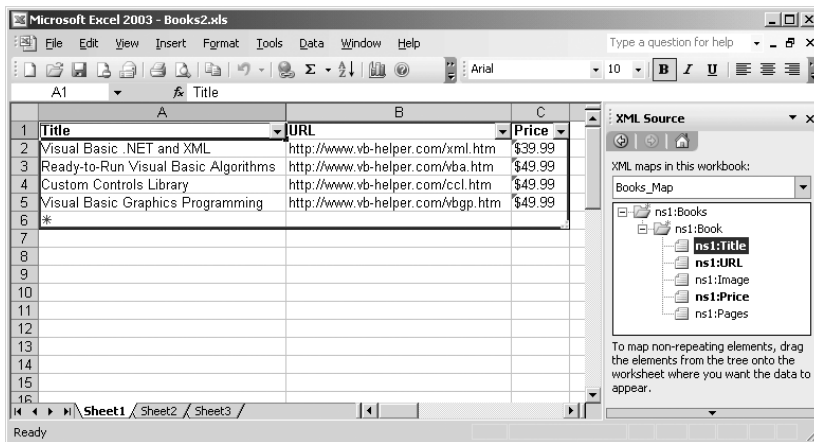 Microsoft Excel 2003 - Books2.xls
File Edit View Insert Format Tools Data Window Help Type a question for help
Arial 10 B I U
A1 fx Title
A B C
1 Title URL Price
2 Visual Basic .NET and XML http://www.vb-helper.com/xml.htm $39.99
3 Ready-to-Run Visual Basic Algorithms http://www.vb-helper.com/vba.htm $49.99
4 Custom Controls Library http://www.vb-helper.com/ccl.htm $49.99
5 Visual Basic Graphics Programming http://www.vb-helper.com/vbgp.htm $49.99
6 *
7
8
9
10
11
12
13
14
15
16
Sheet1 Sheet2 Sheet3
Ready
XML Source
XML maps in this workbook:
Books_Map
ns1:Books
ns1:Book
ns1:Title
ns1:URL
ns1:Image
ns1:Price
ns1:Pages
To map non-repeating elements, drag
the elements from the tree onto the
worksheet where you want the data to
appear.